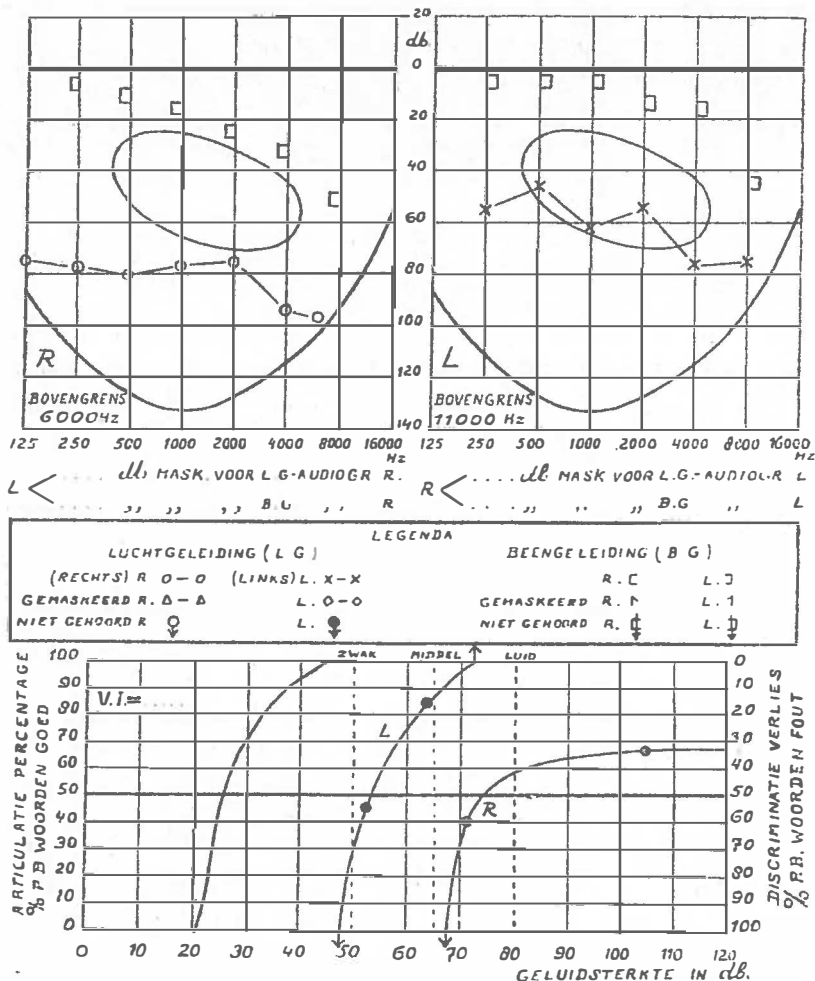 20
db.
0
20
40
60
80
100
120
140
R
BOVENGRENS
6000Hz
L
BOVENGRENS
11000 Hz
125 250 500 1000 2000 4000 8000 16000
Hz
125 250 500 1000 2000 4000 8000 16000
Hz
L < .... db MASK. VOOR L.G-AUDIOGR R.
,, ,, ,, B.G ,, R
R < .... db MASK VOOR L.G.-AUDIOGR L
.... ,, ,, ,, B.G ,, L
LEGENDA
LUCHTGELEIDING (L G) BEENGELEIDING (B G)
(RECHTS) R o-o (LINKS) L. x-x R. [ L. ]
GEMASKEERD R. Δ-Δ L. ◇-◇ GEMASKEERD R. ┌ L. ┐
NIET GEHOORD R L. NIET GEHOORD R. L.
ZWAK MIDDEL LUID
ARTICULATIE PERCENTAGE
% P.B WOORDEN GOED
100
90
80
70
60
50
40
30
20
10
0
V.I.=
L
R
0
10
20
30
40
50
60
70
80
90
100
DISCRIMINATIE VERLIES
% P.B. WOORDEN FOUT
0 10 20 30 40 50 60 70 80 90 100 110 120
GELUIDSTERKTE IN db.